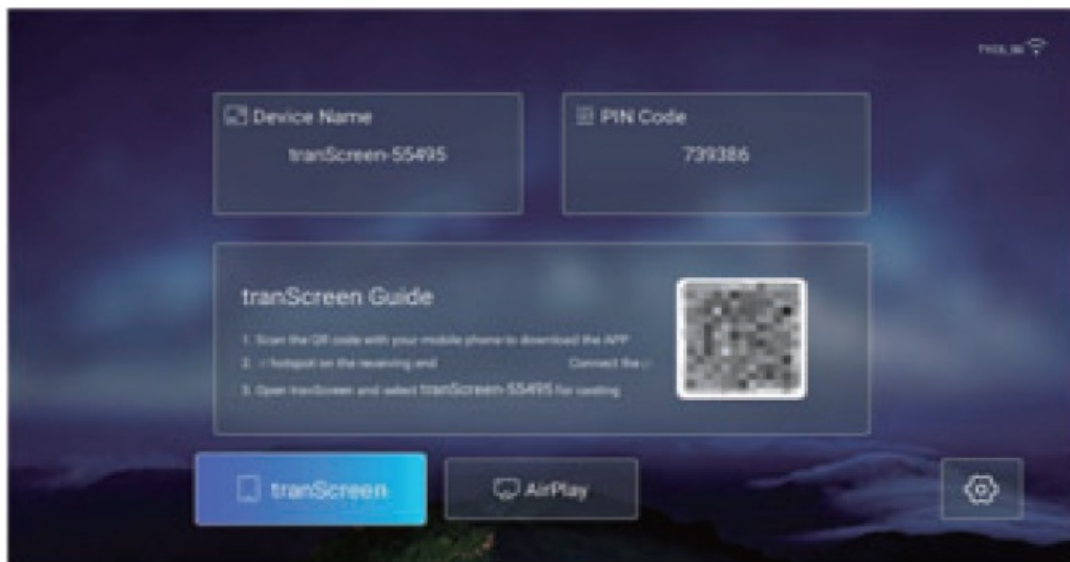 Device Name
tranScreen-55495
PIN Code
739386
tranScreen Guide
1. Scan the QR code with your mobile phone to download the APP
2. hotspot on the receiving end Connect the
3. Open tranScreen and select tranScreen-55495 for casting
tranScreen
AirPlay